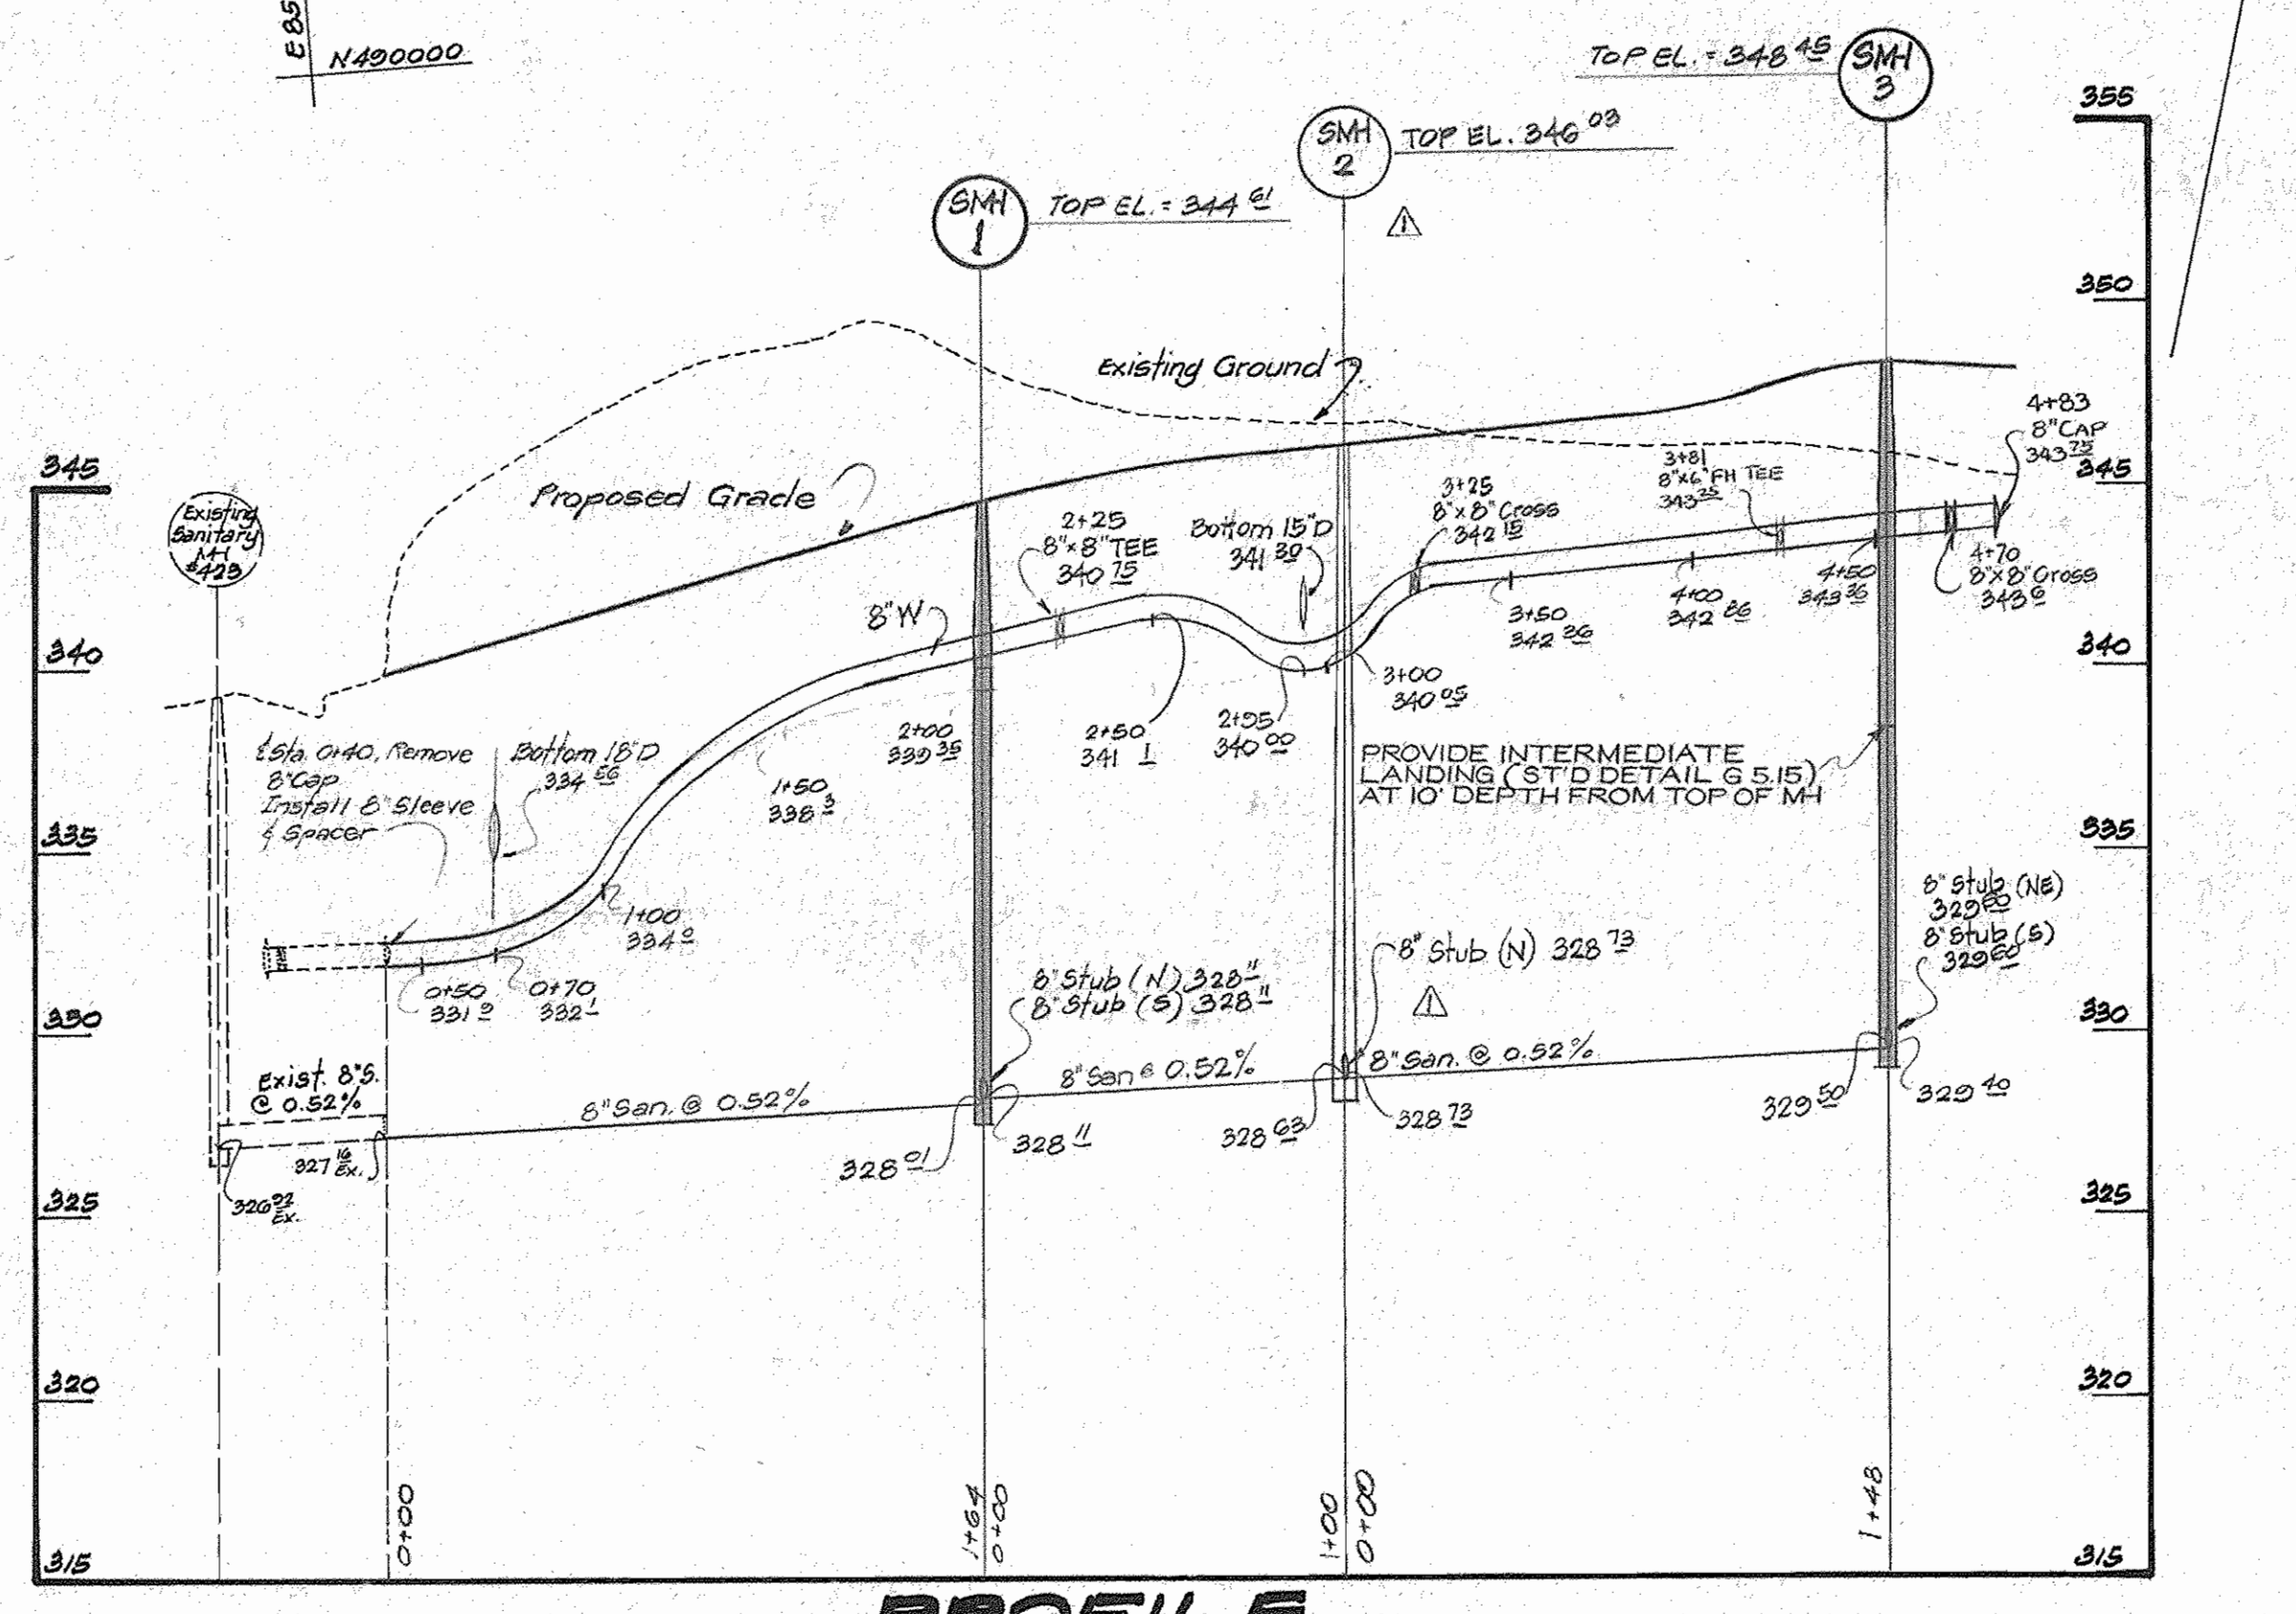 E85
N490000
TOP EL. = 348 45
SMH
3
355
SMH
2
TOP EL. 346 03
SMH
1
TOP EL. = 344 61
1
350
Existing Ground
4+83
8" CAP
343 75
345
345
Proposed Grade
Existing
Sanitary
MH
#423
2+25
8"x8" TEE
340 75
Bottom 15"D
341 30
3+25
8"x8" Cross
342 15
3+81
8"x6" FH TEE
343 25
8"W
3+50
342 36
4+00
342 86
4+50
343 36
4+70
8"x8" Cross
343 6
340
340
3+00
340 05
¢ Sta. 0+40, Remove
8" Cap
Install 8" Sleeve
& Spacer
Bottom 18"D
334 56
1+50
338 3
2+00
339 35
2+50
341 1
2+95
340 00
PROVIDE INTERMEDIATE
LANDING (ST'D DETAIL G 5.15)
AT 10' DEPTH FROM TOP OF MH
335
335
1+00
334 0
0+50
331 9
0+70
332 1
8" Stub (N) 328 11
8" Stub (S) 328 11
8" Stub (N) 328 73
1
8" Stub (NE)
329 60
8" Stub (S)
329 60
330
330
Exist. 8"S.
@ 0.52%
8" San. @ 0.52%
8" San @ 0.52%
8" San. @ 0.52%
326 92
Ex.
327 16
Ex.
328 01
328 11
328 63
328 73
329 50
329 40
325
325
320
320
0+00
1+64
0+00
1+00
0+00
1+48
315
315
PROFILE